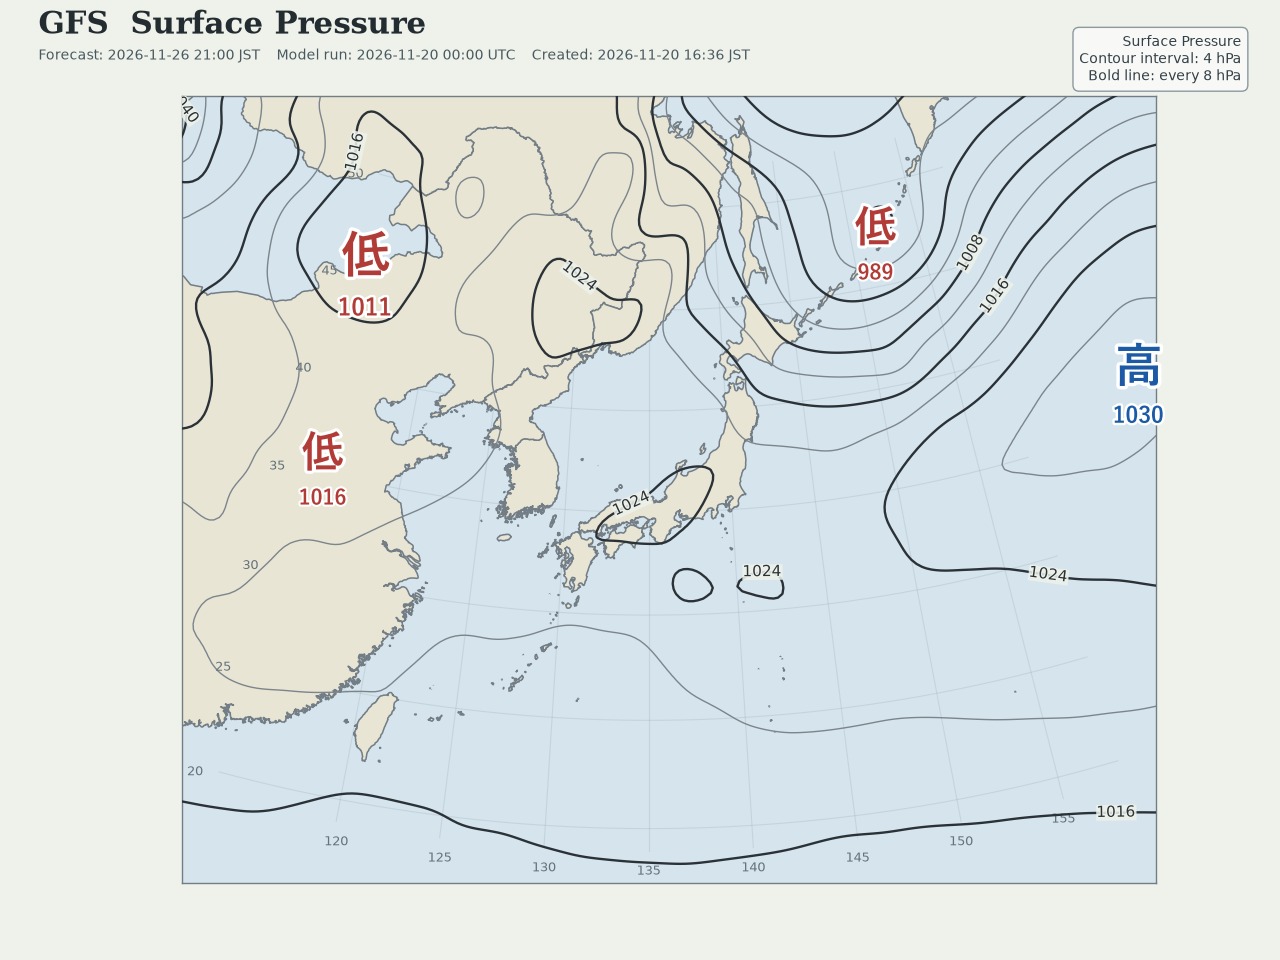 GFS Surface Pressure
Forecast: 2026-11-26 21:00 JST Model run: 2026-11-20 00:00 UTC Created: 2026-11-20 16:36 JST
Surface Pressure
Contour interval: 4 hPa
Bold line: every 8 hPa
1016
低
1011
45
低
989
1008
1016
1024
高
1030
40
低
1016
35
1024
30
1024
1024
25
20
1016
155
120
125
130
135
140
145
150